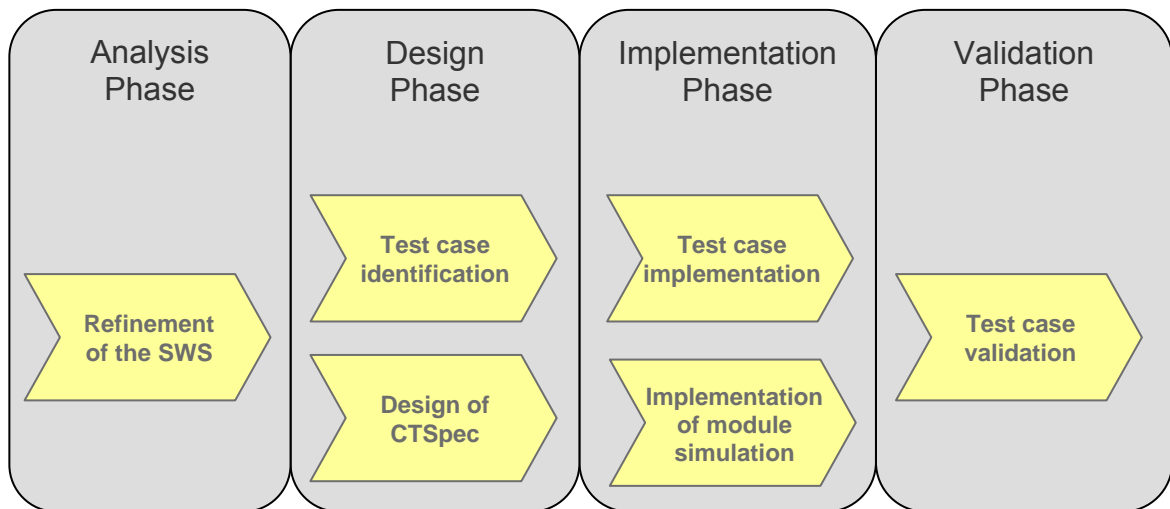 Analysis
Phase
Refinement
of the SWS
Design
Phase
Test case
identification
Design of
CTSpec
Implementation
Phase
Test case
implementation
Implementation
of module
simulation
Validation
Phase
Test case
validation